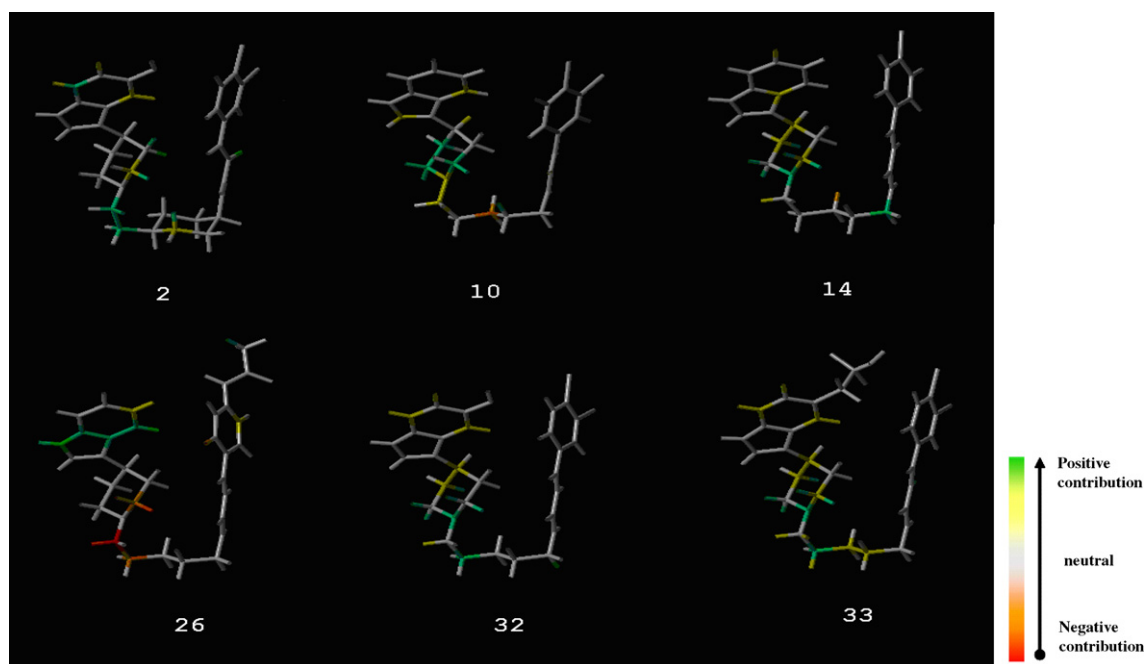 2
10
14
26
32
33
Positive
contribution
neutral
Negative
contribution